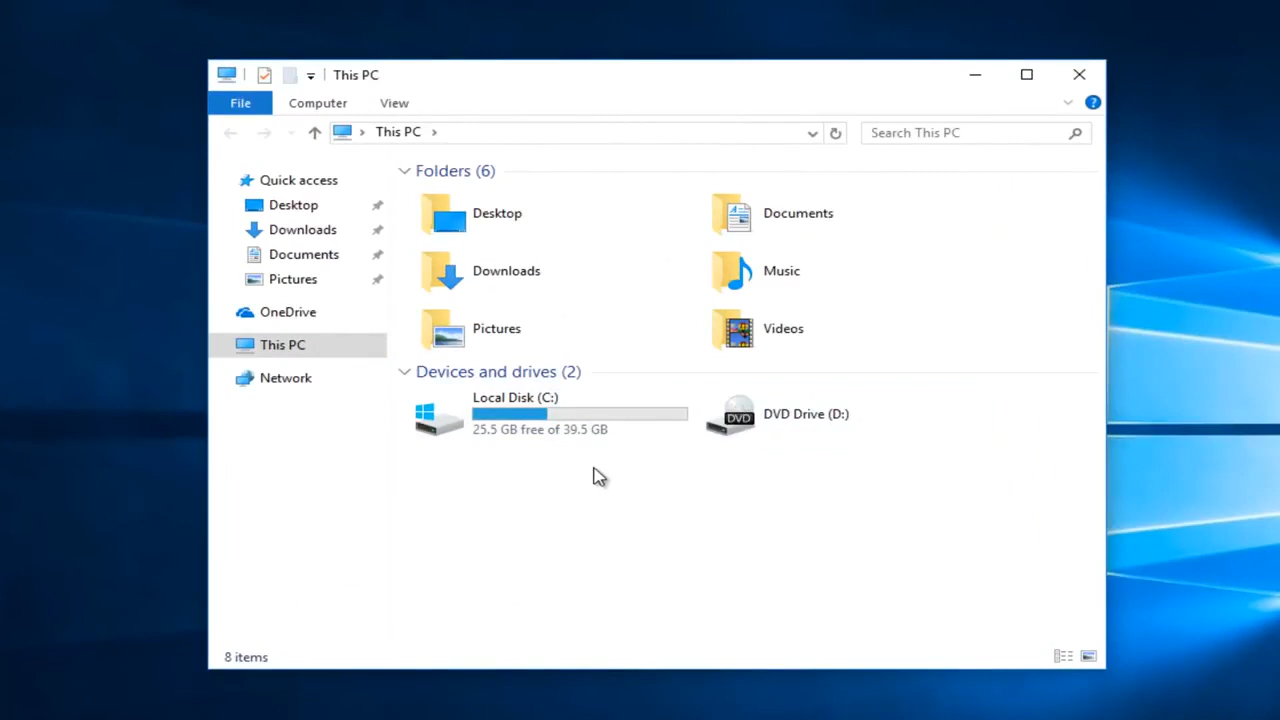 This PC
File Computer View
This PC
Search This PC
Quick access
Desktop
Downloads
Documents
Pictures
OneDrive
This PC
Network
Folders (6)
Desktop
Documents
Downloads
Music
Pictures
Videos
Devices and drives (2)
Local Disk (C:)
25.5 GB free of 39.5 GB
DVD
DVD Drive (D:)
8 items